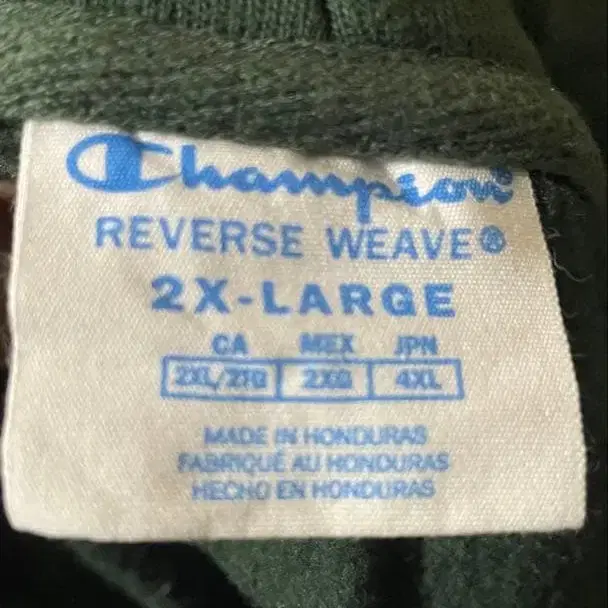 Champion®
REVERSE WEAVE®
2X-LARGE
CA MEX JPN
2XL/2TG 2XG 4XL
MADE IN HONDURAS
FABRIQUÉ AU HONDURAS
HECHO EN HONDURAS